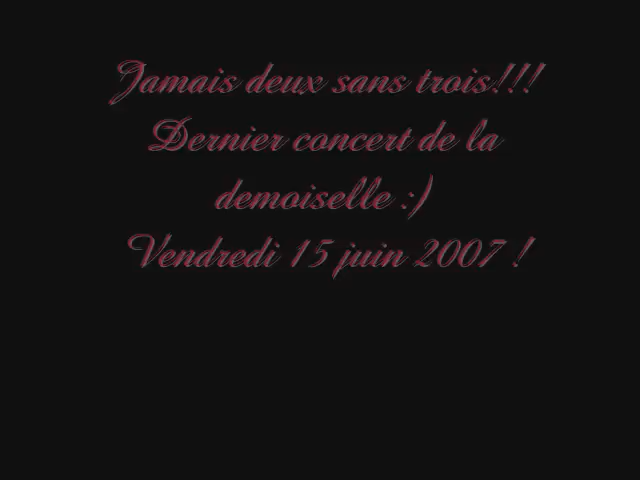 Jamais deux sans trois!!!
Dernier concert de la
demoiselle :)
Vendredi 15 juin 2007 !